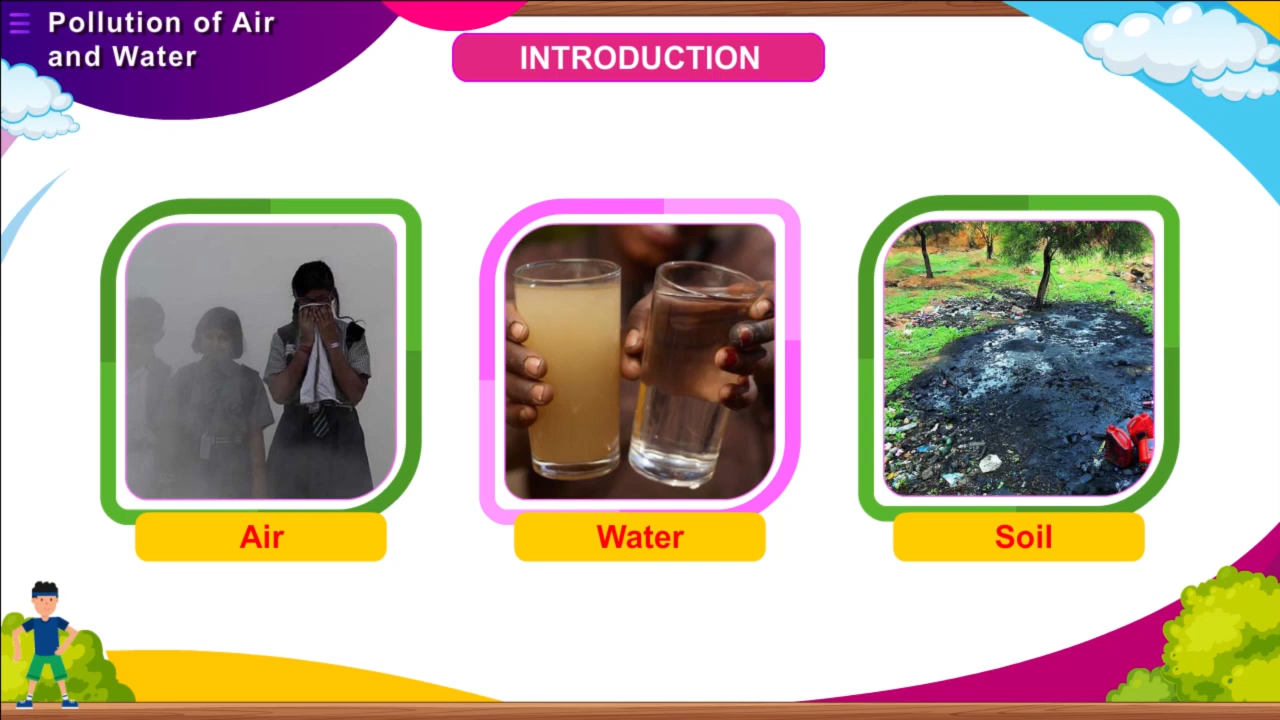 Pollution of Air
and Water
INTRODUCTION
Air
Water
Soil